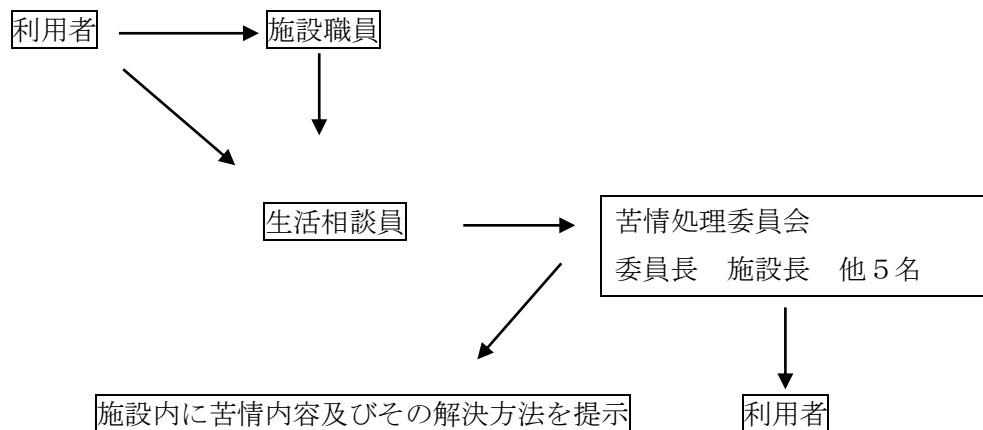 利用者
施設職員
生活相談員
苦情処理委員会
委員長　施設長　他５名
施設内に苦情内容及びその解決方法を提示
利用者